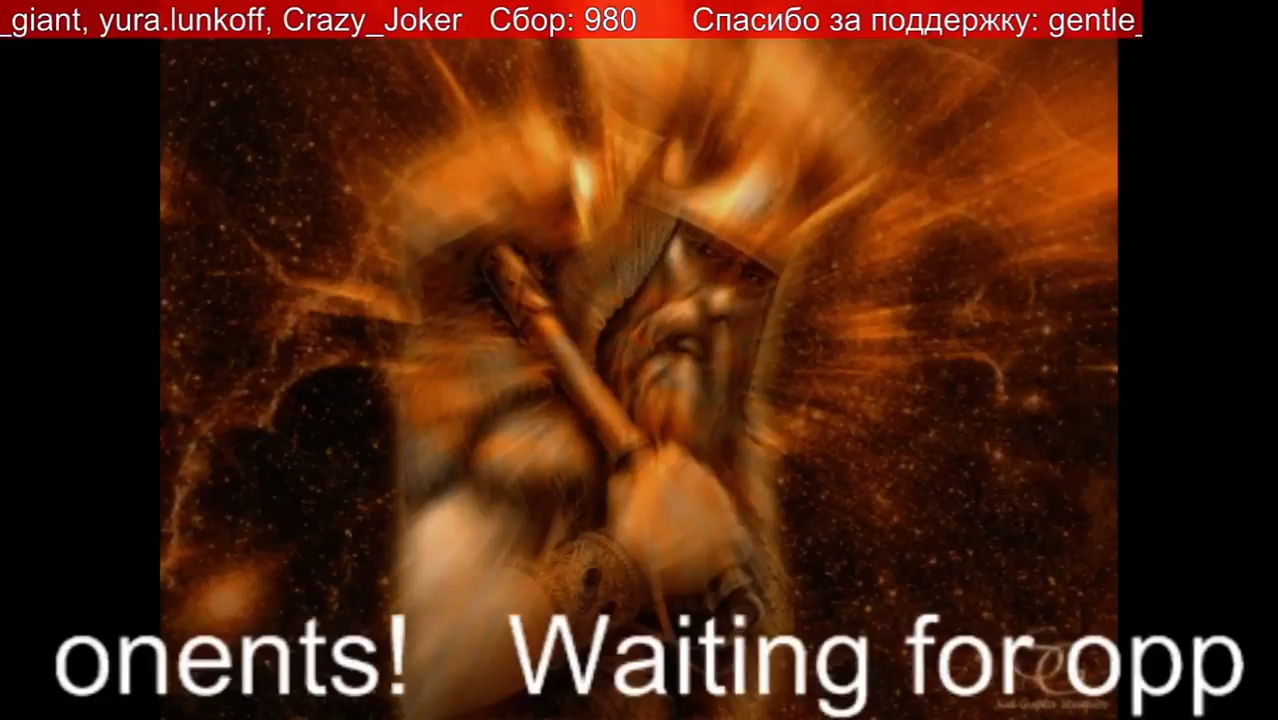 _giant, yura.lunkoff, Crazy_Joker Сбор: 980 Спасибо за поддержку: gentle_
onents! Waiting for opp